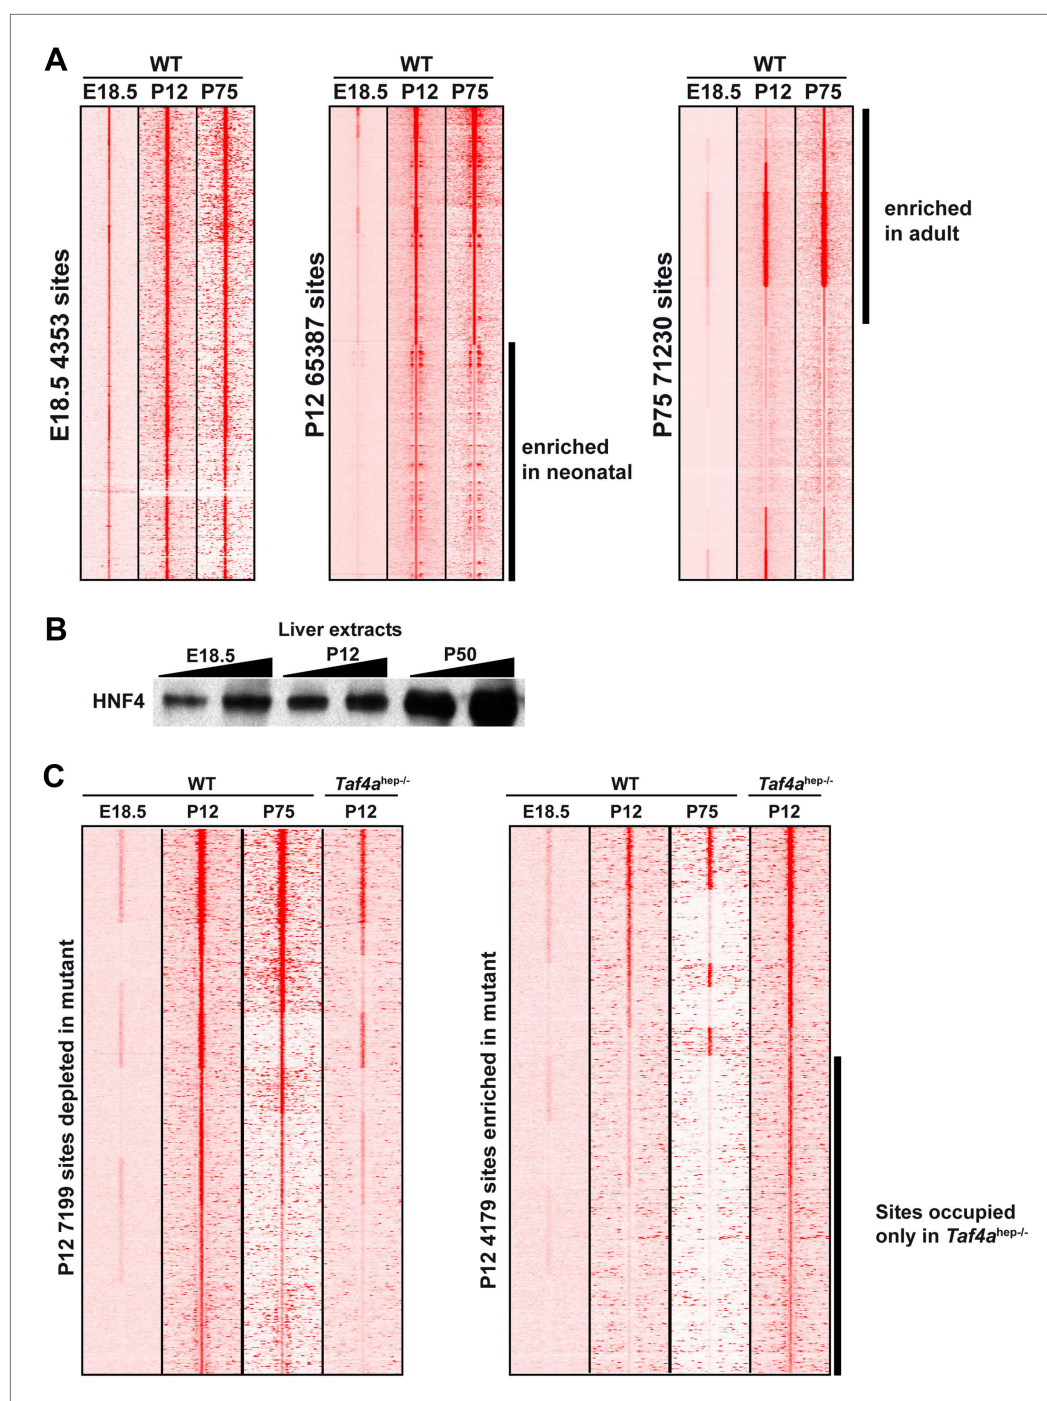 A
WT
E18.5 P12 P75
E18.5 4353 sites
WT
E18.5 P12 P75
P12 65387 sites
enriched
in neonatal
WT
E18.5 P12 P75
P75 71230 sites
enriched
in adult
B
Liver extracts
E18.5 P12 P50
HNF4
C
WT Taf4a hep-/-
E18.5 P12 P75 P12
P12 7199 sites depleted in mutant
WT Taf4a hep-/-
E18.5 P12 P75 P12
P12 4179 sites enriched in mutant
Sites occupied
only in Taf4a hep-/-